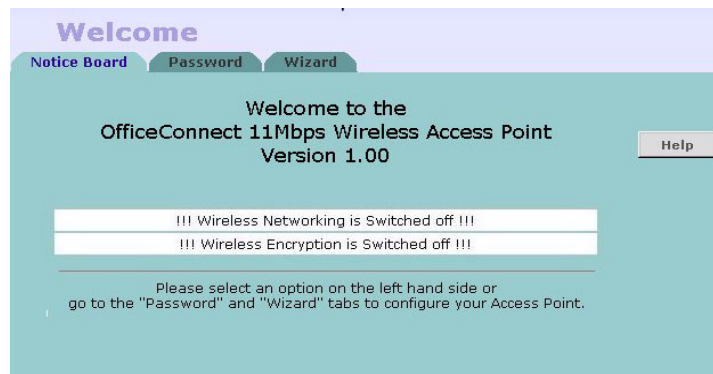 Welcome
Notice Board Password Wizard
Welcome to the
OfficeConnect 11Mbps Wireless Access Point
Version 1.00
Help
!!! Wireless Networking is Switched off !!!
!!! Wireless Encryption is Switched off !!!
Please select an option on the left hand side or
go to the "Password" and "Wizard" tabs to configure your Access Point.